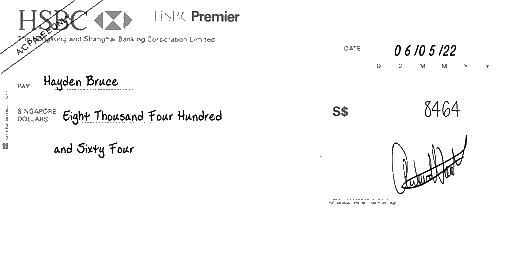 HSBC HSBC Premier
A/C PAYEE ONLY
The Hongkong and Shanghai Banking Corporation Limited
DATE 06/05/22
D D M M Y Y
PAY Hayden Bruce
SINGAPORE DOLLARS Eight Thousand Four Hundred
S$ 8464
and Sixty Four